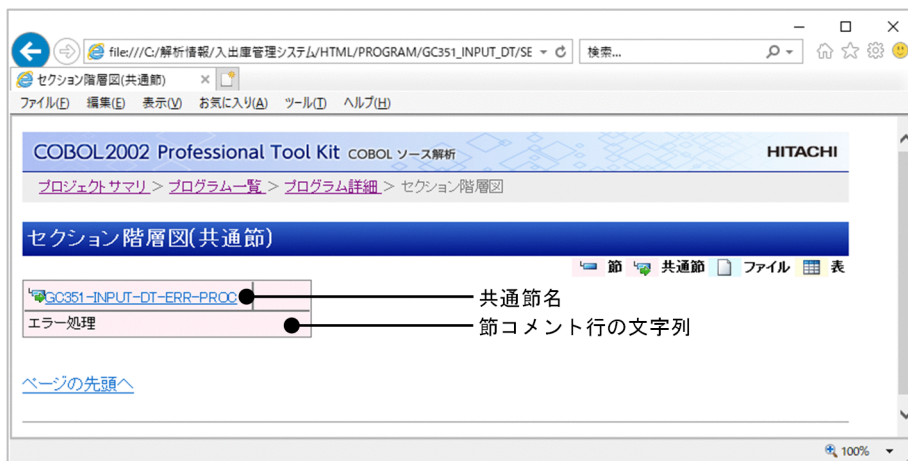 file:///C:/解析情報/入出庫管理システム/HTML/PROGRAM/GC351_INPUT_DT/SE
検索...
セクション階層図(共通節)
ファイル(F) 編集(E) 表示(V) お気に入り(A) ツール(T) ヘルプ(H)
COBOL2002 Professional Tool Kit COBOL ソース解析
HITACHI
プロジェクトサマリ > プログラム一覧 > プログラム詳細 > セクション階層図
セクション階層図(共通節)
節 共通節 ファイル 表
GC351-INPUT-DT-ERR-PROC
共通節名
エラー処理
節コメント行の文字列
ページの先頭へ
100%